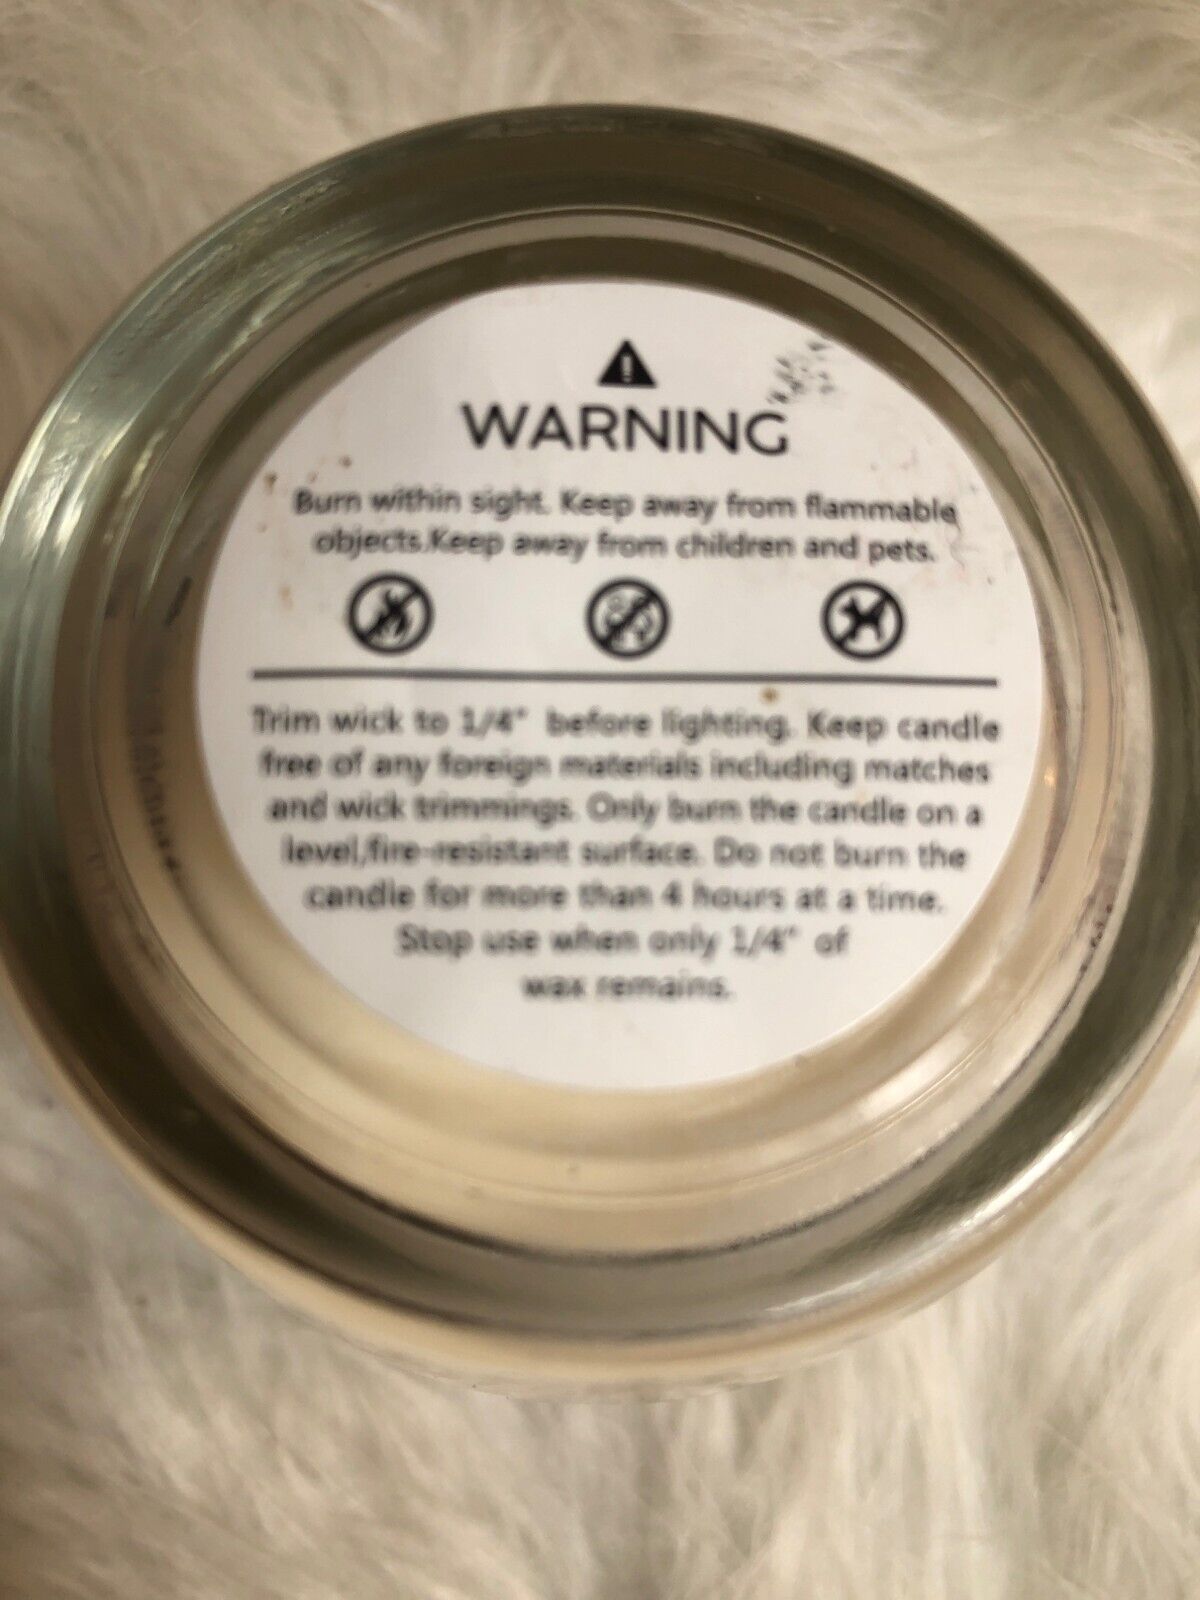 WARNING
Burn within sight. Keep away from flammable
objects.Keep away from children and pets.
Trim wick to 1/4" before lighting. Keep candle
free of any foreign materials including matches
and wick trimmings. Only burn the candle on a
level,fire-resistant surface. Do not burn the
candle for more than 4 hours at a time.
Stop use when only 1/4" of
wax remains.